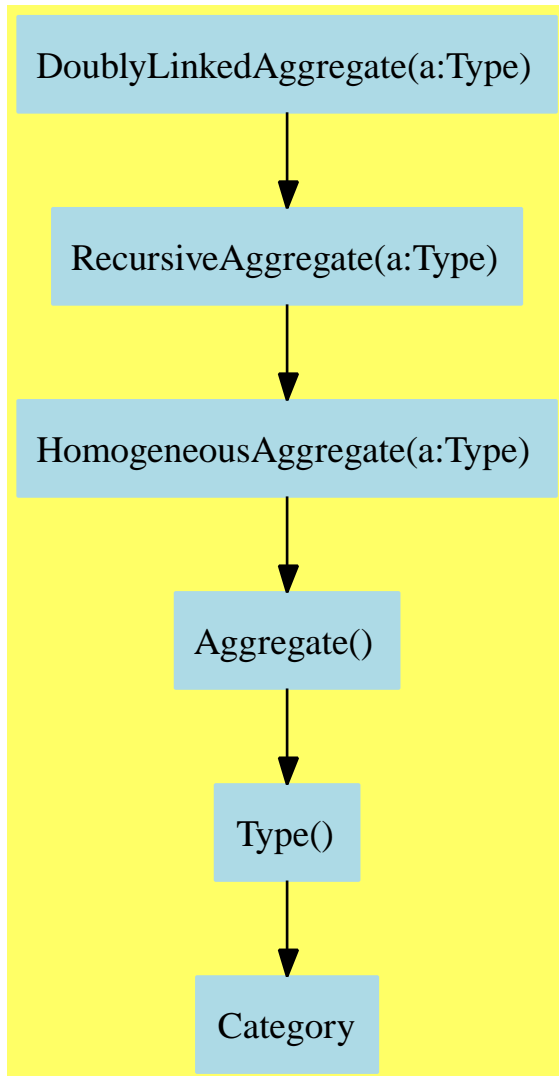 DoublyLinkedAggregate(a:Type)
RecursiveAggregate(a:Type)
HomogeneousAggregate(a:Type)
Aggregate()
Type()
Category